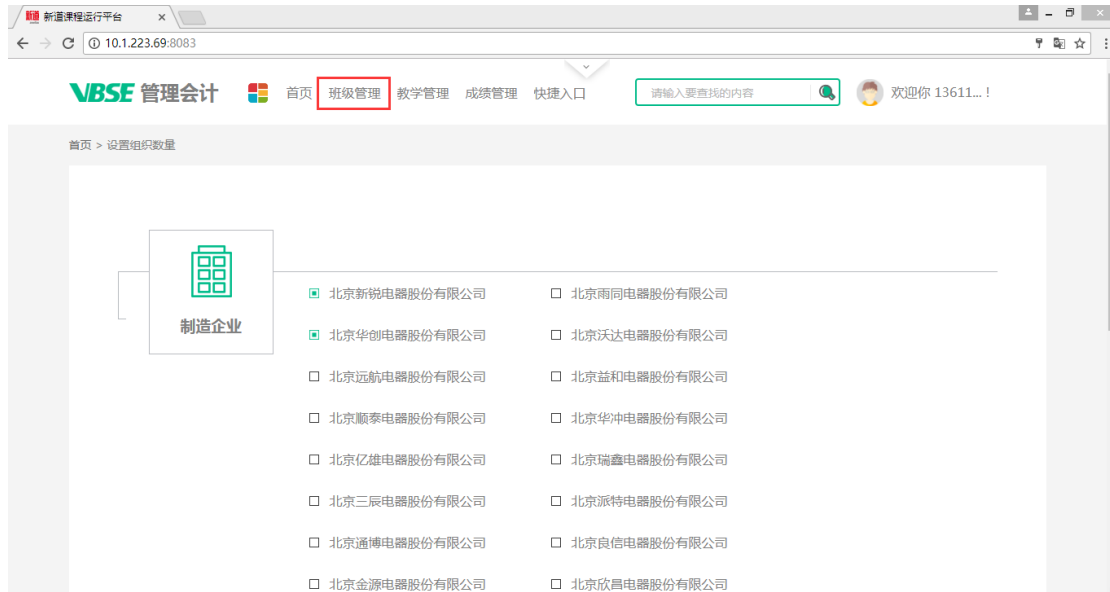 新道 新道课程运行平台
10.1.223.69:8083
VBSE 管理会计 首页 班级管理 教学管理 成绩管理 快捷入口 请输入要查找的内容 欢迎你 13611... !
首页 > 设置组织数量
制造企业
北京新锐电器股份有限公司 北京雨同电器股份有限公司
北京华创电器股份有限公司 北京沃达电器股份有限公司
北京远航电器股份有限公司 北京益和电器股份有限公司
北京顺泰电器股份有限公司 北京华冲电器股份有限公司
北京亿雄电器股份有限公司 北京瑞鑫电器股份有限公司
北京三辰电器股份有限公司 北京派特电器股份有限公司
北京通博电器股份有限公司 北京良信电器股份有限公司
北京金源电器股份有限公司 北京欣昌电器股份有限公司